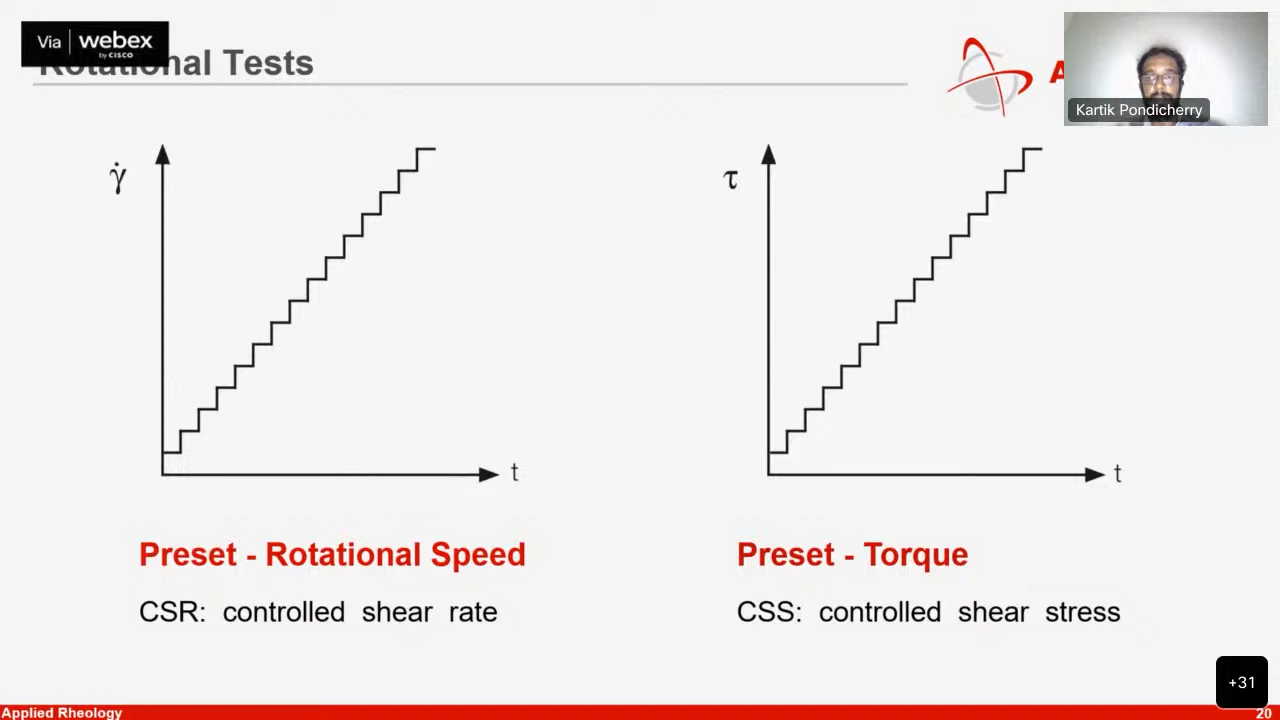 Via webex
by CISCO
Rotational Tests
A
Kartik Pondicherry
γ̇
τ
t
t
Preset - Rotational Speed
Preset - Torque
CSR: controlled shear rate
CSS: controlled shear stress
+31
Applied Rheology
20